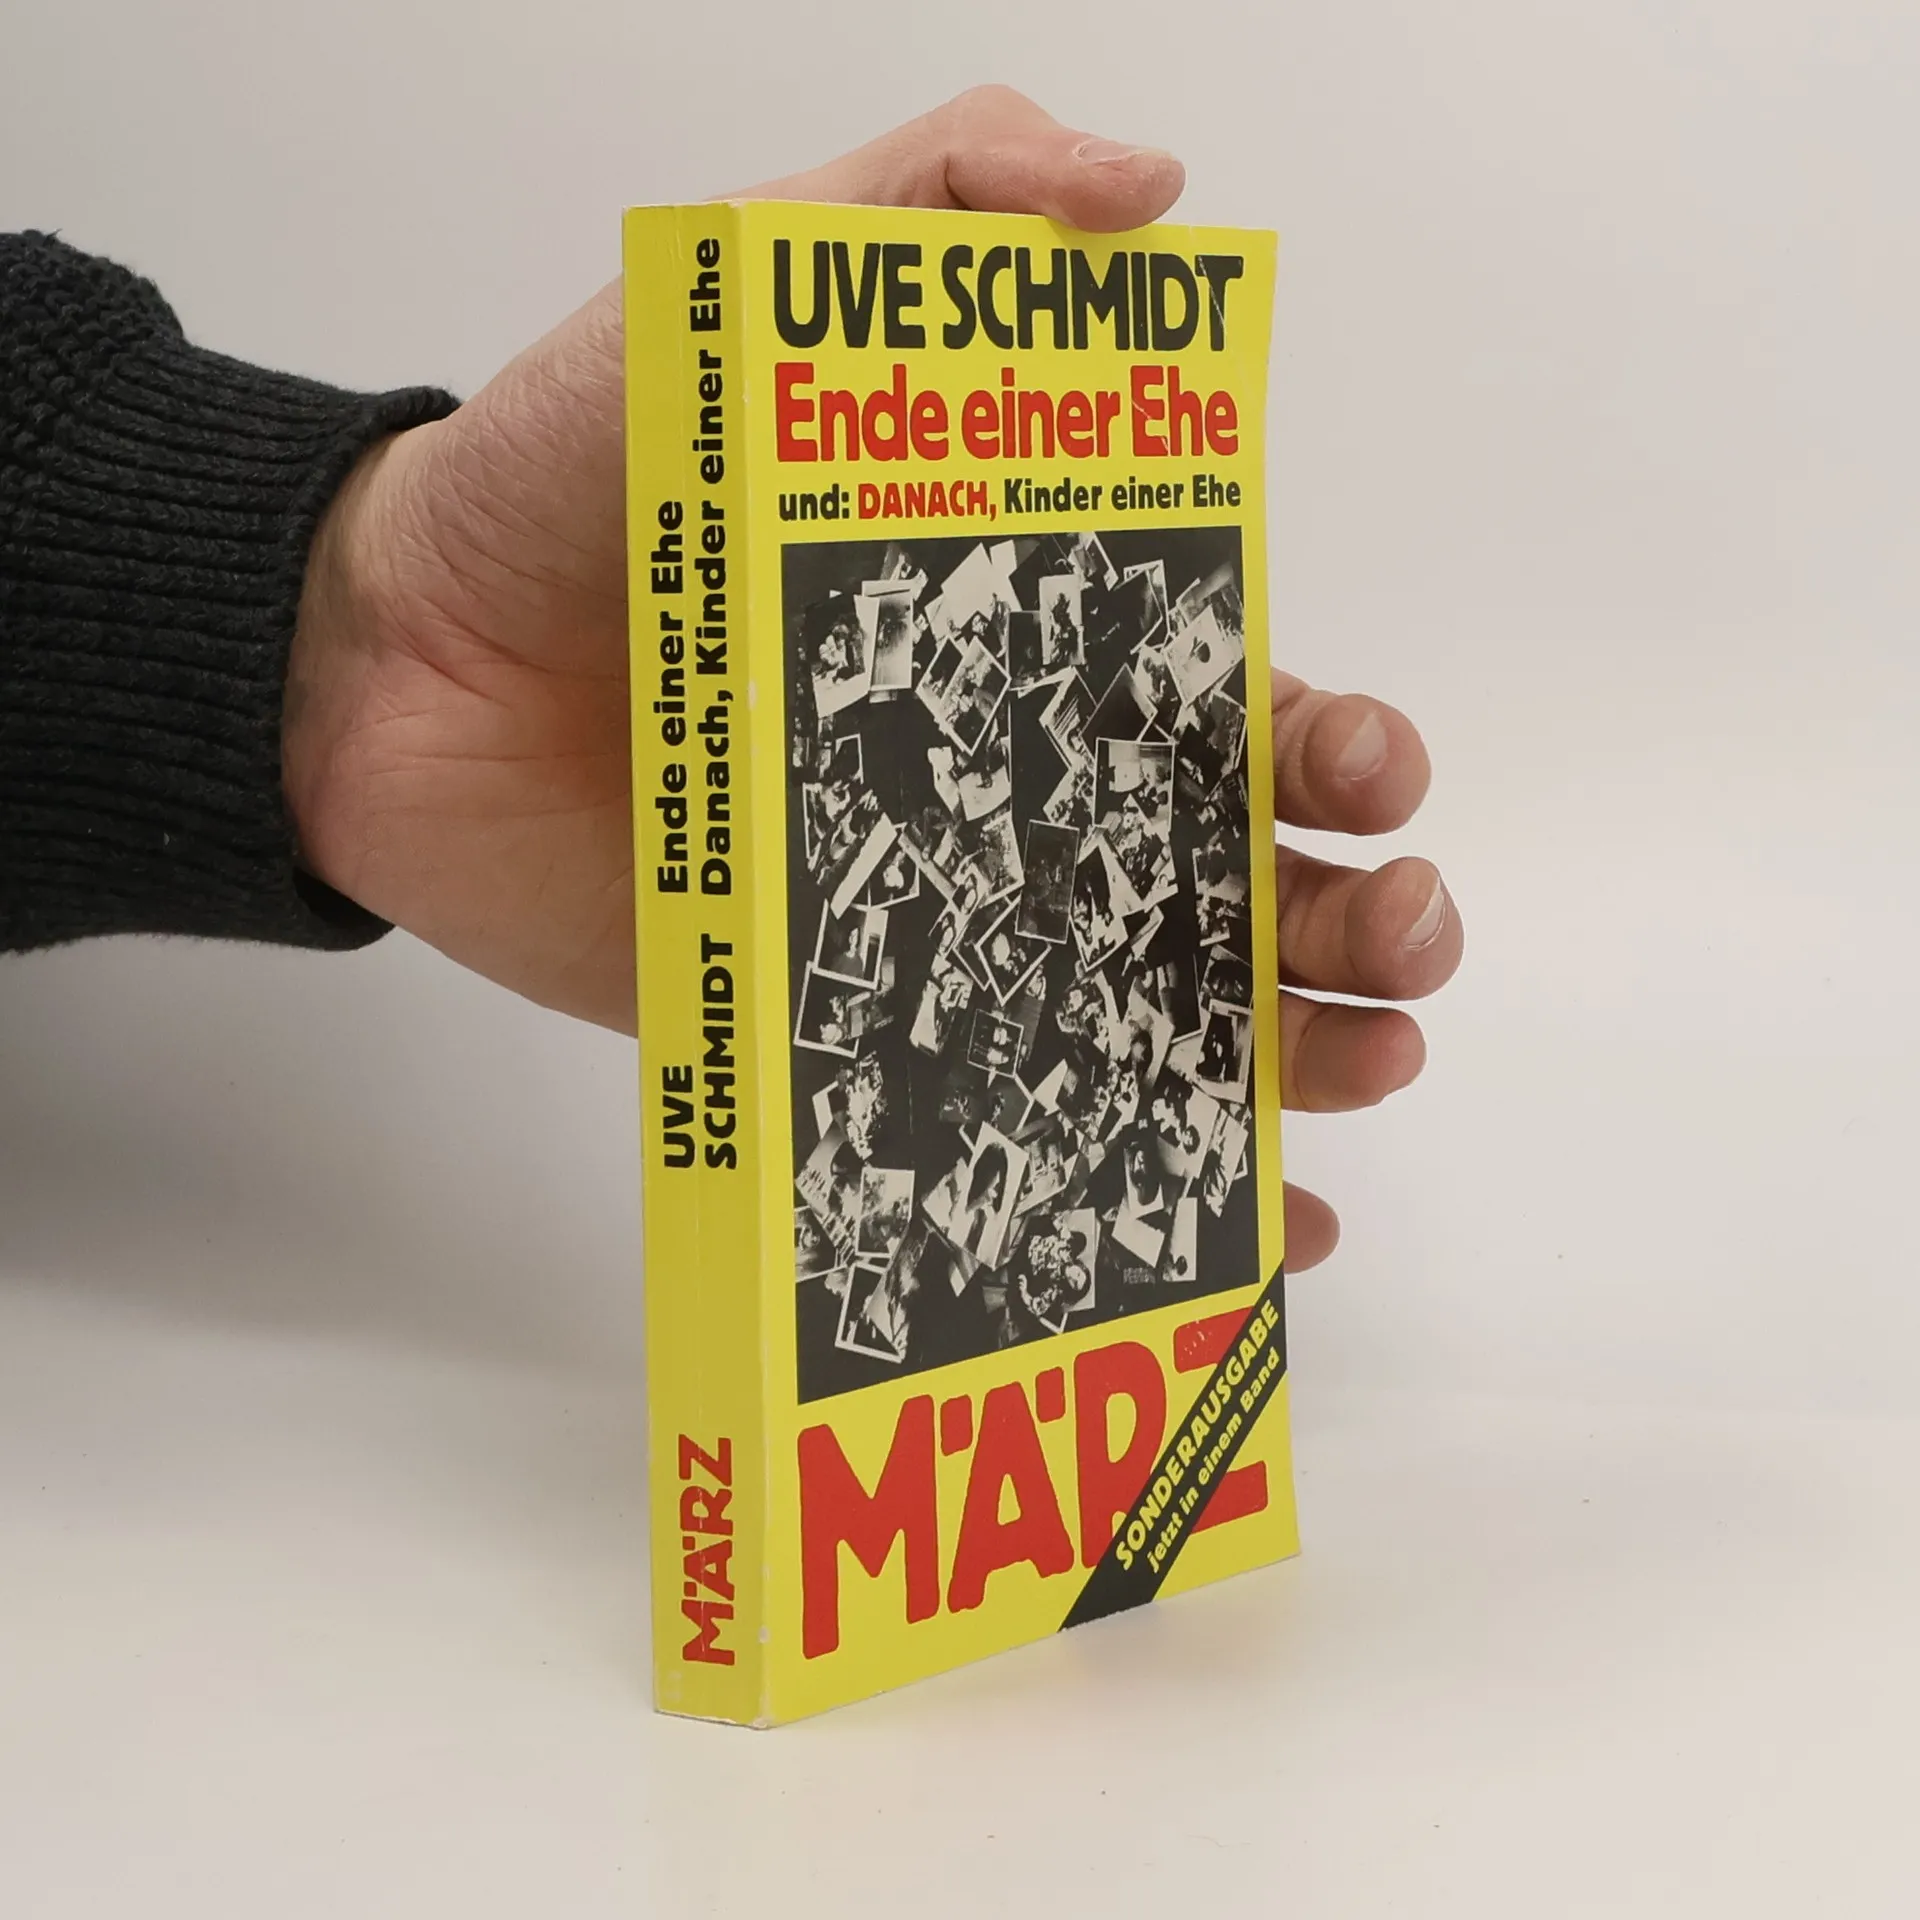 UVE SCHMIDT
Ende einer Ehe
und: DANACH, Kinder einer Ehe
MÄRZ
SONDERAUSGABE
jetzt in einem Band
UVE
SCHMIDT
Ende einer Ehe
Danach, Kinder einer Ehe
MÄRZ